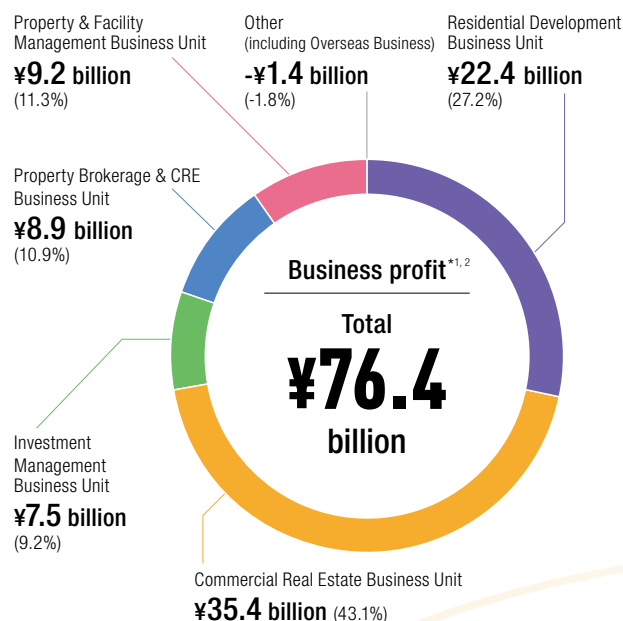 Property & Facility
Management Business Unit
¥9.2 billion
(11.3%)
Other
(including Overseas Business)
-¥1.4 billion
(-1.8%)
Residential Development
Business Unit
¥22.4 billion
(27.2%)
Property Brokerage & CRE
Business Unit
¥8.9 billion
(10.9%)
Business profit*1, 2
Total
¥76.4
billion
Investment
Management
Business Unit
¥7.5 billion
(9.2%)
Commercial Real Estate Business Unit
¥35.4 billion (43.1%)